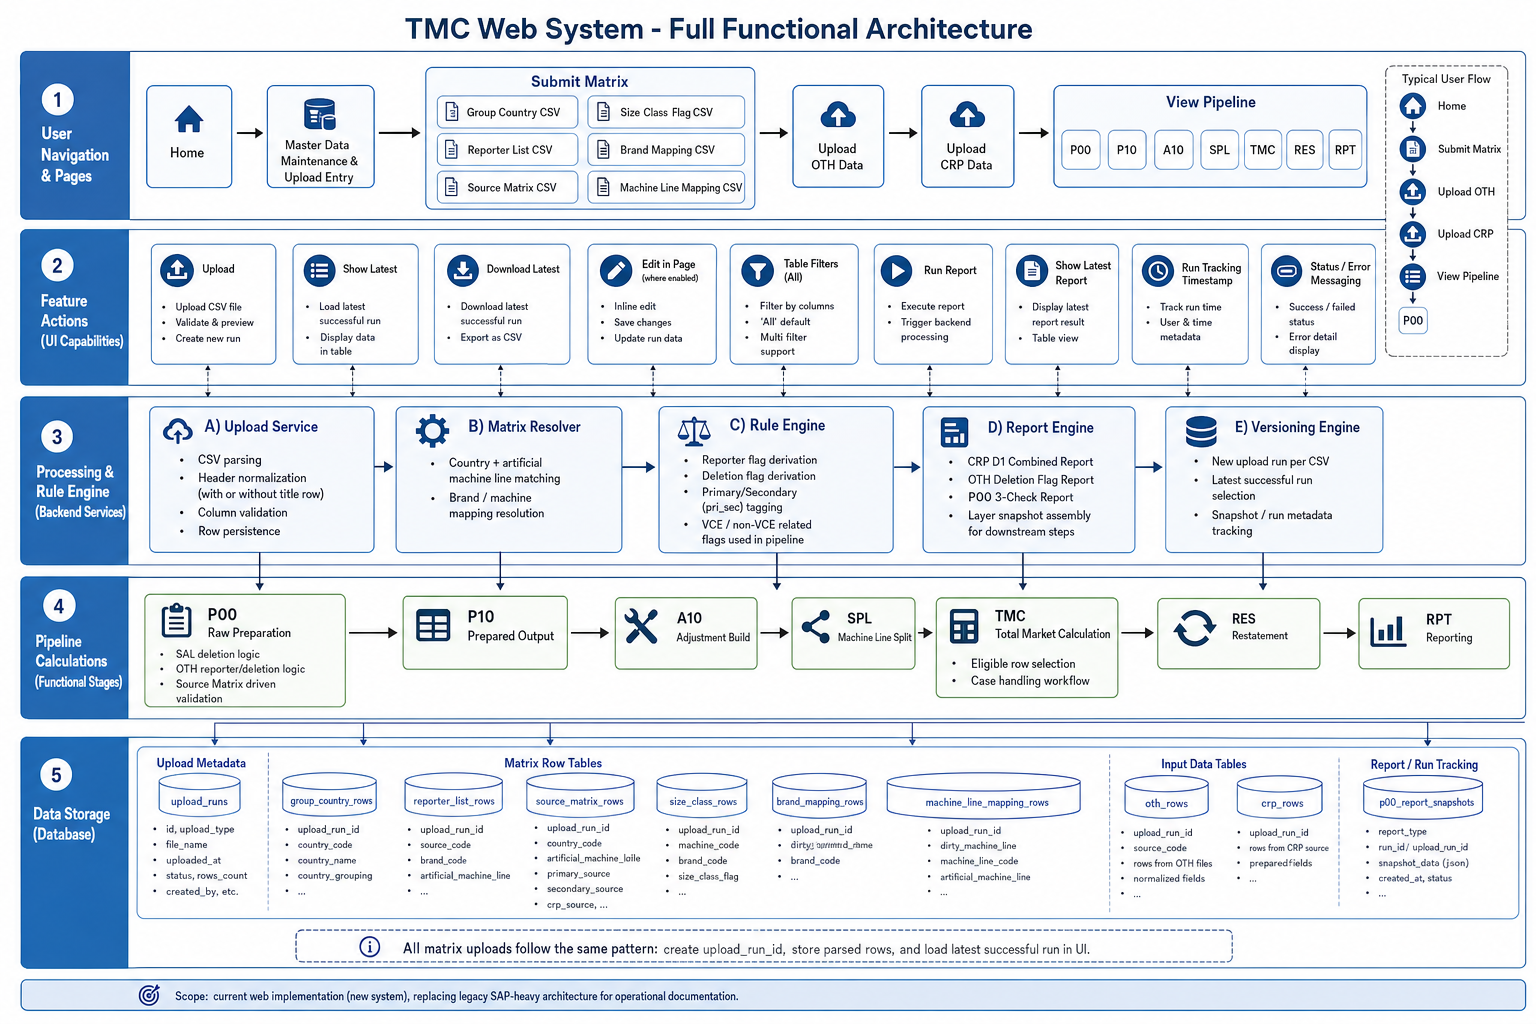 TMC Web System - Full Functional Architecture
1
User
Navigation
& Pages
Home
Master Data
Maintenance &
Upload Entry
Submit Matrix
Group Country CSV
Size Class Flag CSV
Reporter List CSV
Brand Mapping CSV
Source Matrix CSV
Machine Line Mapping CSV
Upload
OTH Data
Upload
CRP Data
View Pipeline
P00
P10
A10
SPL
TMC
RES
RPT
Typical User Flow
Home
Submit Matrix
Upload OTH
Upload CRP
View Pipeline
P00
2
Feature
Actions
(UI Capabilities)
Upload
• Upload CSV file
• Validate & preview
• Create new run
Show Latest
• Load latest
successful run
• Display data
in table
Download Latest
• Download latest
successful run
• Export as CSV
Edit in Page
(where enabled)
• Inline edit
• Save changes
• Update run data
Table Filters
(All)
• Filter by columns
• 'All' default
• Multi filter
support
Run Report
• Execute report
• Trigger backend
processing
Show Latest
Report
• Display latest
report result
• Table view
Run Tracking
Timestamp
• Track run time
• User & time
metadata
Status / Error
Messaging
• Success / failed
status
• Error detail
display
3
Processing &
Rule Engine
(Backend Services)
A) Upload Service
• CSV parsing
• Header normalization
(with or without title row)
• Column validation
• Row persistence
B) Matrix Resolver
• Country + artificial
machine line matching
• Brand / machine
mapping resolution
C) Rule Engine
• Reporter flag derivation
• Deletion flag derivation
• Primary/Secondary
(pri_sec) tagging
• VCE / non-VCE related
flags used in pipeline
D) Report Engine
• CRP D1 Combined Report
• OTH Deletion Flag Report
• P00 3-Check Report
• Layer snapshot assembly
for downstream steps
E) Versioning Engine
• New upload run per CSV
• Latest successful run
selection
• Snapshot / run metadata
tracking
4
Pipeline
Calculations
(Functional Stages)
P00
Raw Preparation
• SAL deletion logic
• OTH reporter/deletion logic
• Source Matrix driven
validation
P10
Prepared Output
A10
Adjustment Build
SPL
Machine Line Split
TMC
Total Market Calculation
• Eligible row selection
• Case handling workflow
RES
Restatement
RPT
Reporting
5
Data Storage
(Database)
Upload Metadata
upload_runs
• id, upload_type
• file_name
• uploaded_at
• status, rows_count
• created_by, etc.
Matrix Row Tables
group_country_rows
• upload_run_id
• country_code
• country_name
• country_grouping
• ...
reporter_list_rows
• upload_run_id
• source_code
• brand_code
• artificial_machine_line
• ...
source_matrix_rows
• upload_run_id
• country_code
• artificial_machine_lolle
• primary_source
• secondary_source
• crp_source, ...
size_class_rows
• upload_run_id
• machine_code
• brand_code
• size_class_flag
• ...
brand_mapping_rows
• upload_run_id
• brand_code
• ...
machine_line_mapping_rows
• upload_run_id
• dirty_machine_line
• machine_line_code
• artificial_machine_line
• ...
Input Data Tables
oth_rows
• upload_run_id
• source_code
• rows from OTH files
• normalized fields
• ...
crp_rows
• upload_run_id
• rows from CRP source
• prepared fields
• ...
Report / Run Tracking
p00_report_snapshots
• report_type
• run_id / upload_run_id
• snapshot_data (json)
• created_at, status
• ...
All matrix uploads follow the same pattern: create upload_run_id, store parsed rows, and load latest successful run in UI.
Scope: current web implementation (new system), replacing legacy SAP-heavy architecture for operational documentation.